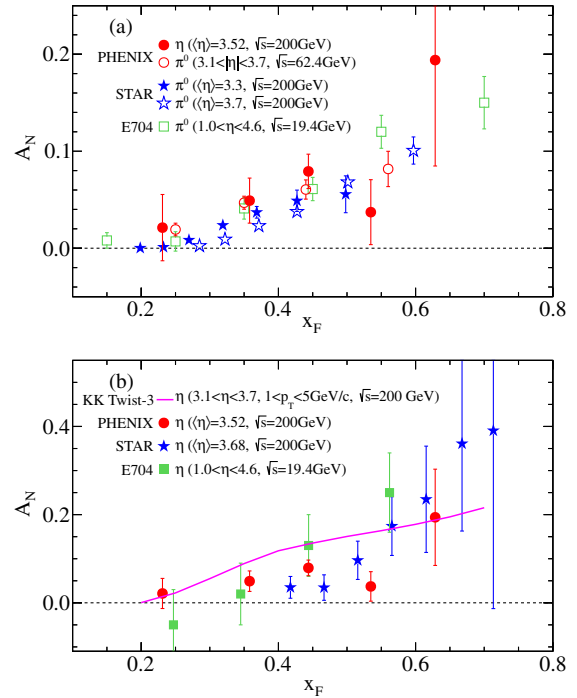 (a)
PHENIX
η (⟨η⟩=3.52, √s=200GeV)
π⁰ (3.1<|η|<3.7, √s=62.4GeV)
STAR
π⁰ (⟨η⟩=3.3, √s=200GeV)
π⁰ (⟨η⟩=3.7, √s=200GeV)
E704
π⁰ (1.0<η<4.6, √s=19.4GeV)
A_N
0.2
0.1
0.0
0.2 0.4 0.6 0.8
x_F
(b)
KK Twist-3 η (3.1<η<3.7, 1<p_T<5GeV/c, √s=200 GeV)
PHENIX η (⟨η⟩=3.52, √s=200GeV)
STAR η (⟨η⟩=3.68, √s=200GeV)
E704 η (1.0<η<4.6, √s=19.4GeV)
A_N
0.4
0.2
0.0
0.2 0.4 0.6 0.8
x_F